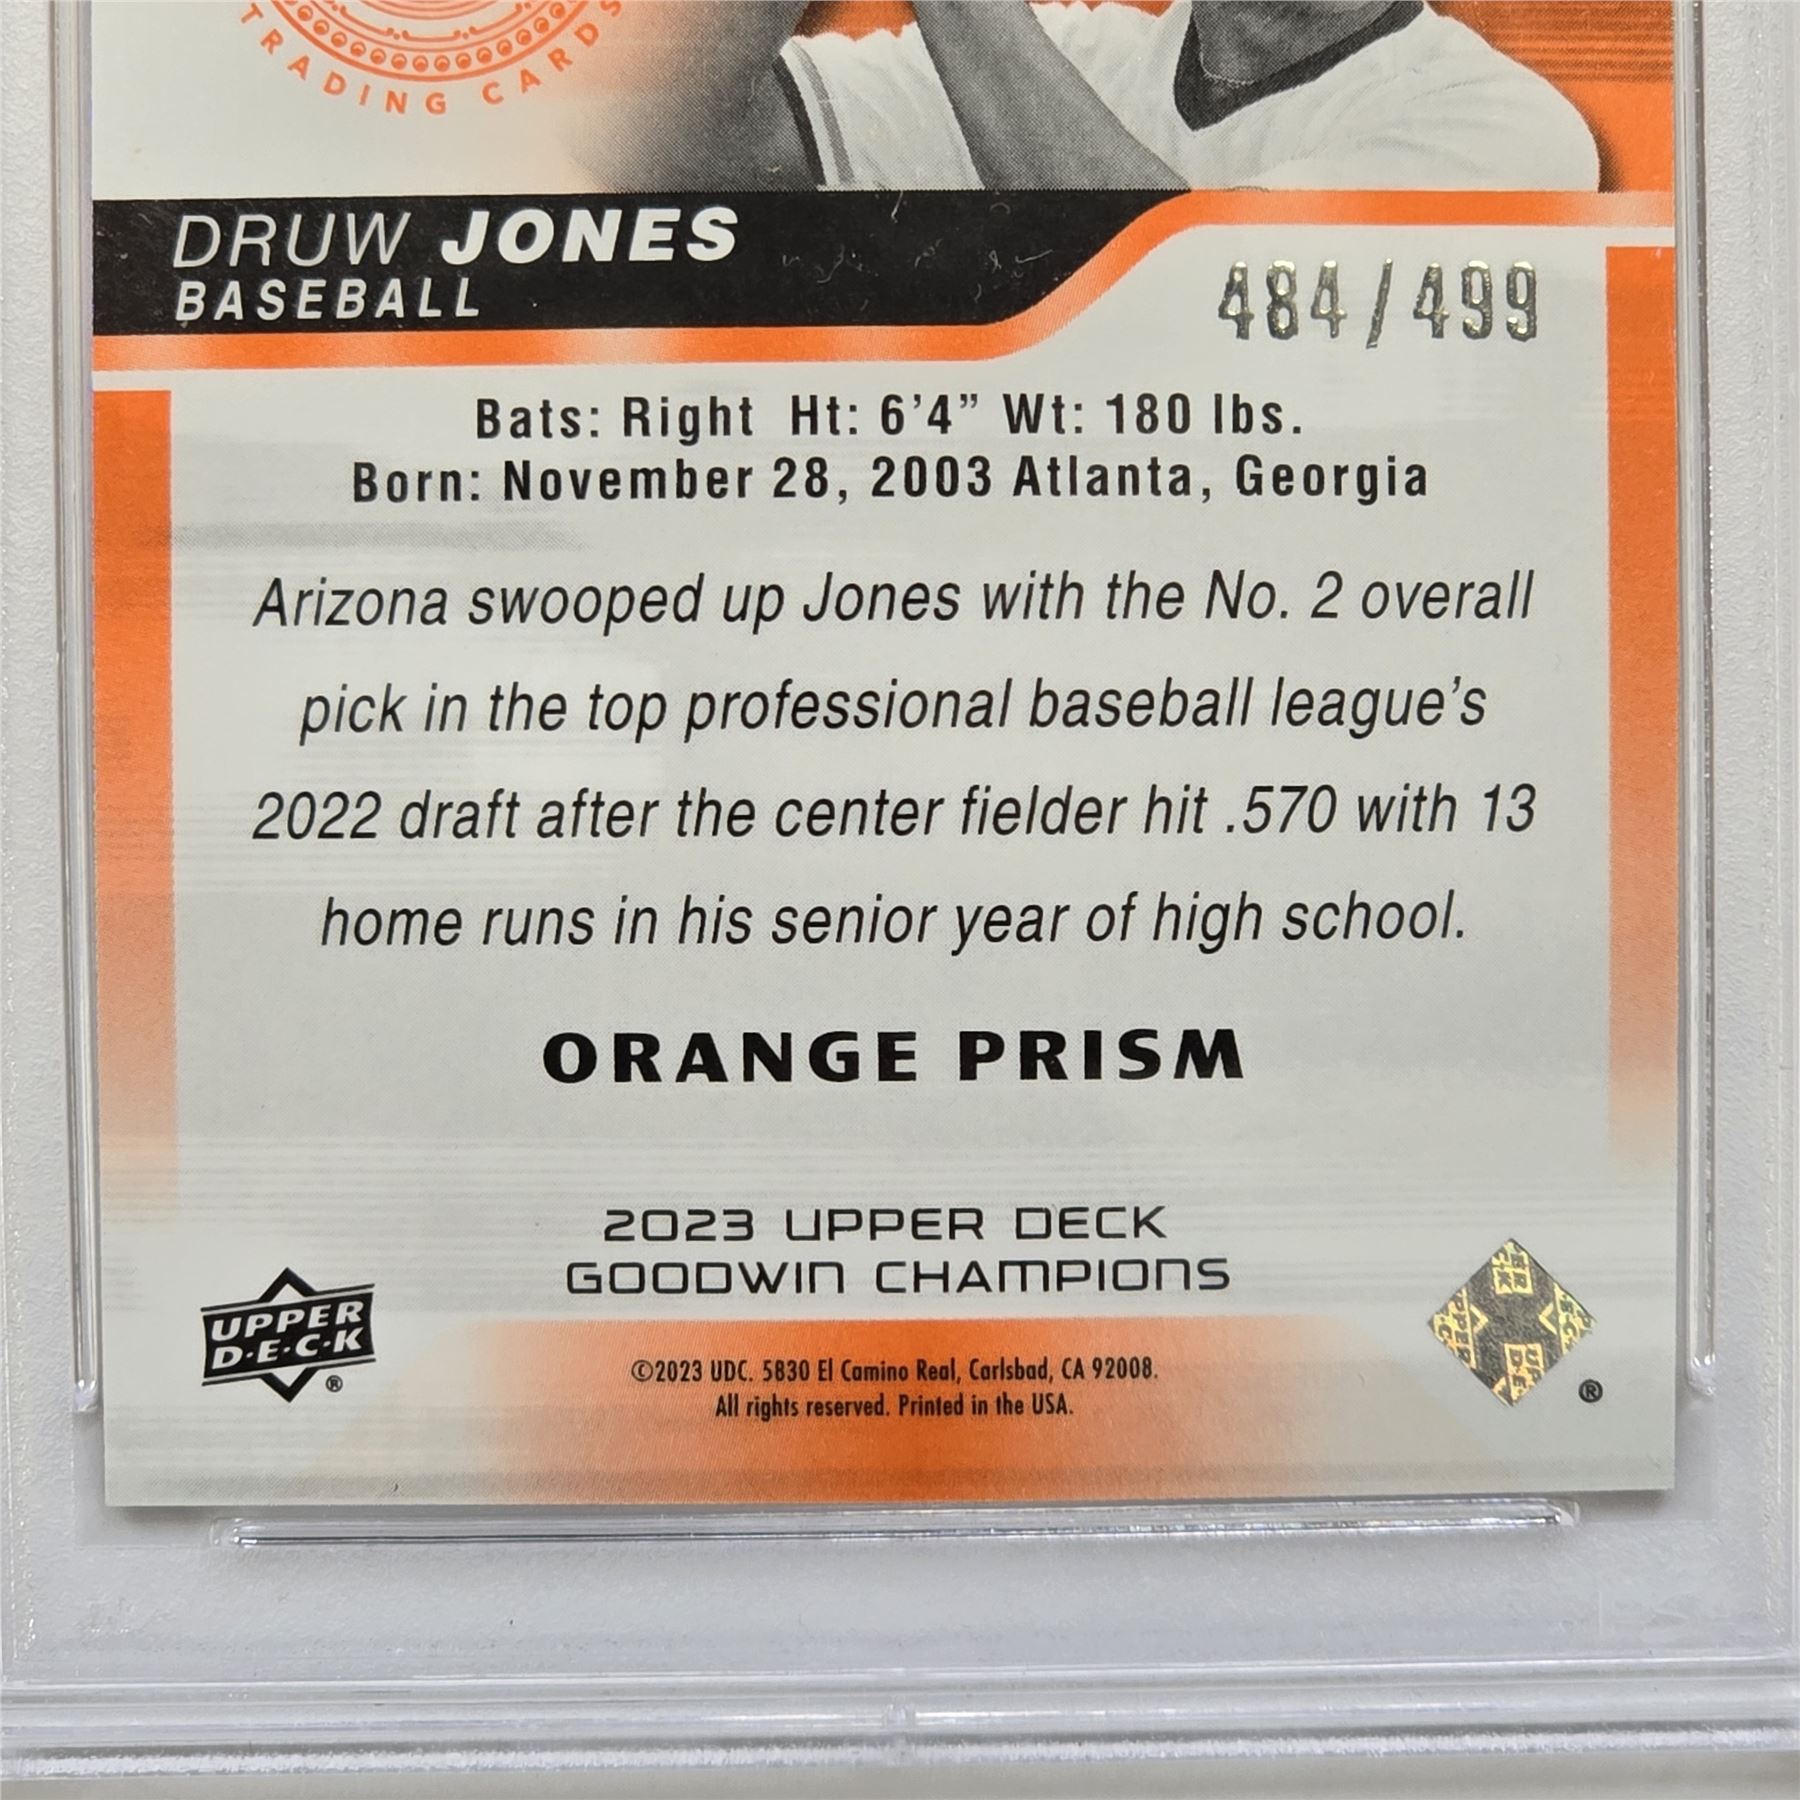 TRADING CARDS
DRUW JONES
BASEBALL
484/499
Bats: Right Ht: 6'4” Wt: 180 lbs.
Born: November 28, 2003 Atlanta, Georgia
Arizona swooped up Jones with the No. 2 overall
pick in the top professional baseball league's
2022 draft after the center fielder hit .570 with 13
home runs in his senior year of high school.
ORANGE PRISM
2023 UPPER DECK
GOODWIN CHAMPIONS
UPPER
D·E·C·K
®
©2023 UDC. 5830 El Camino Real, Carlsbad, CA 92008.
All rights reserved. Printed in the USA.
®